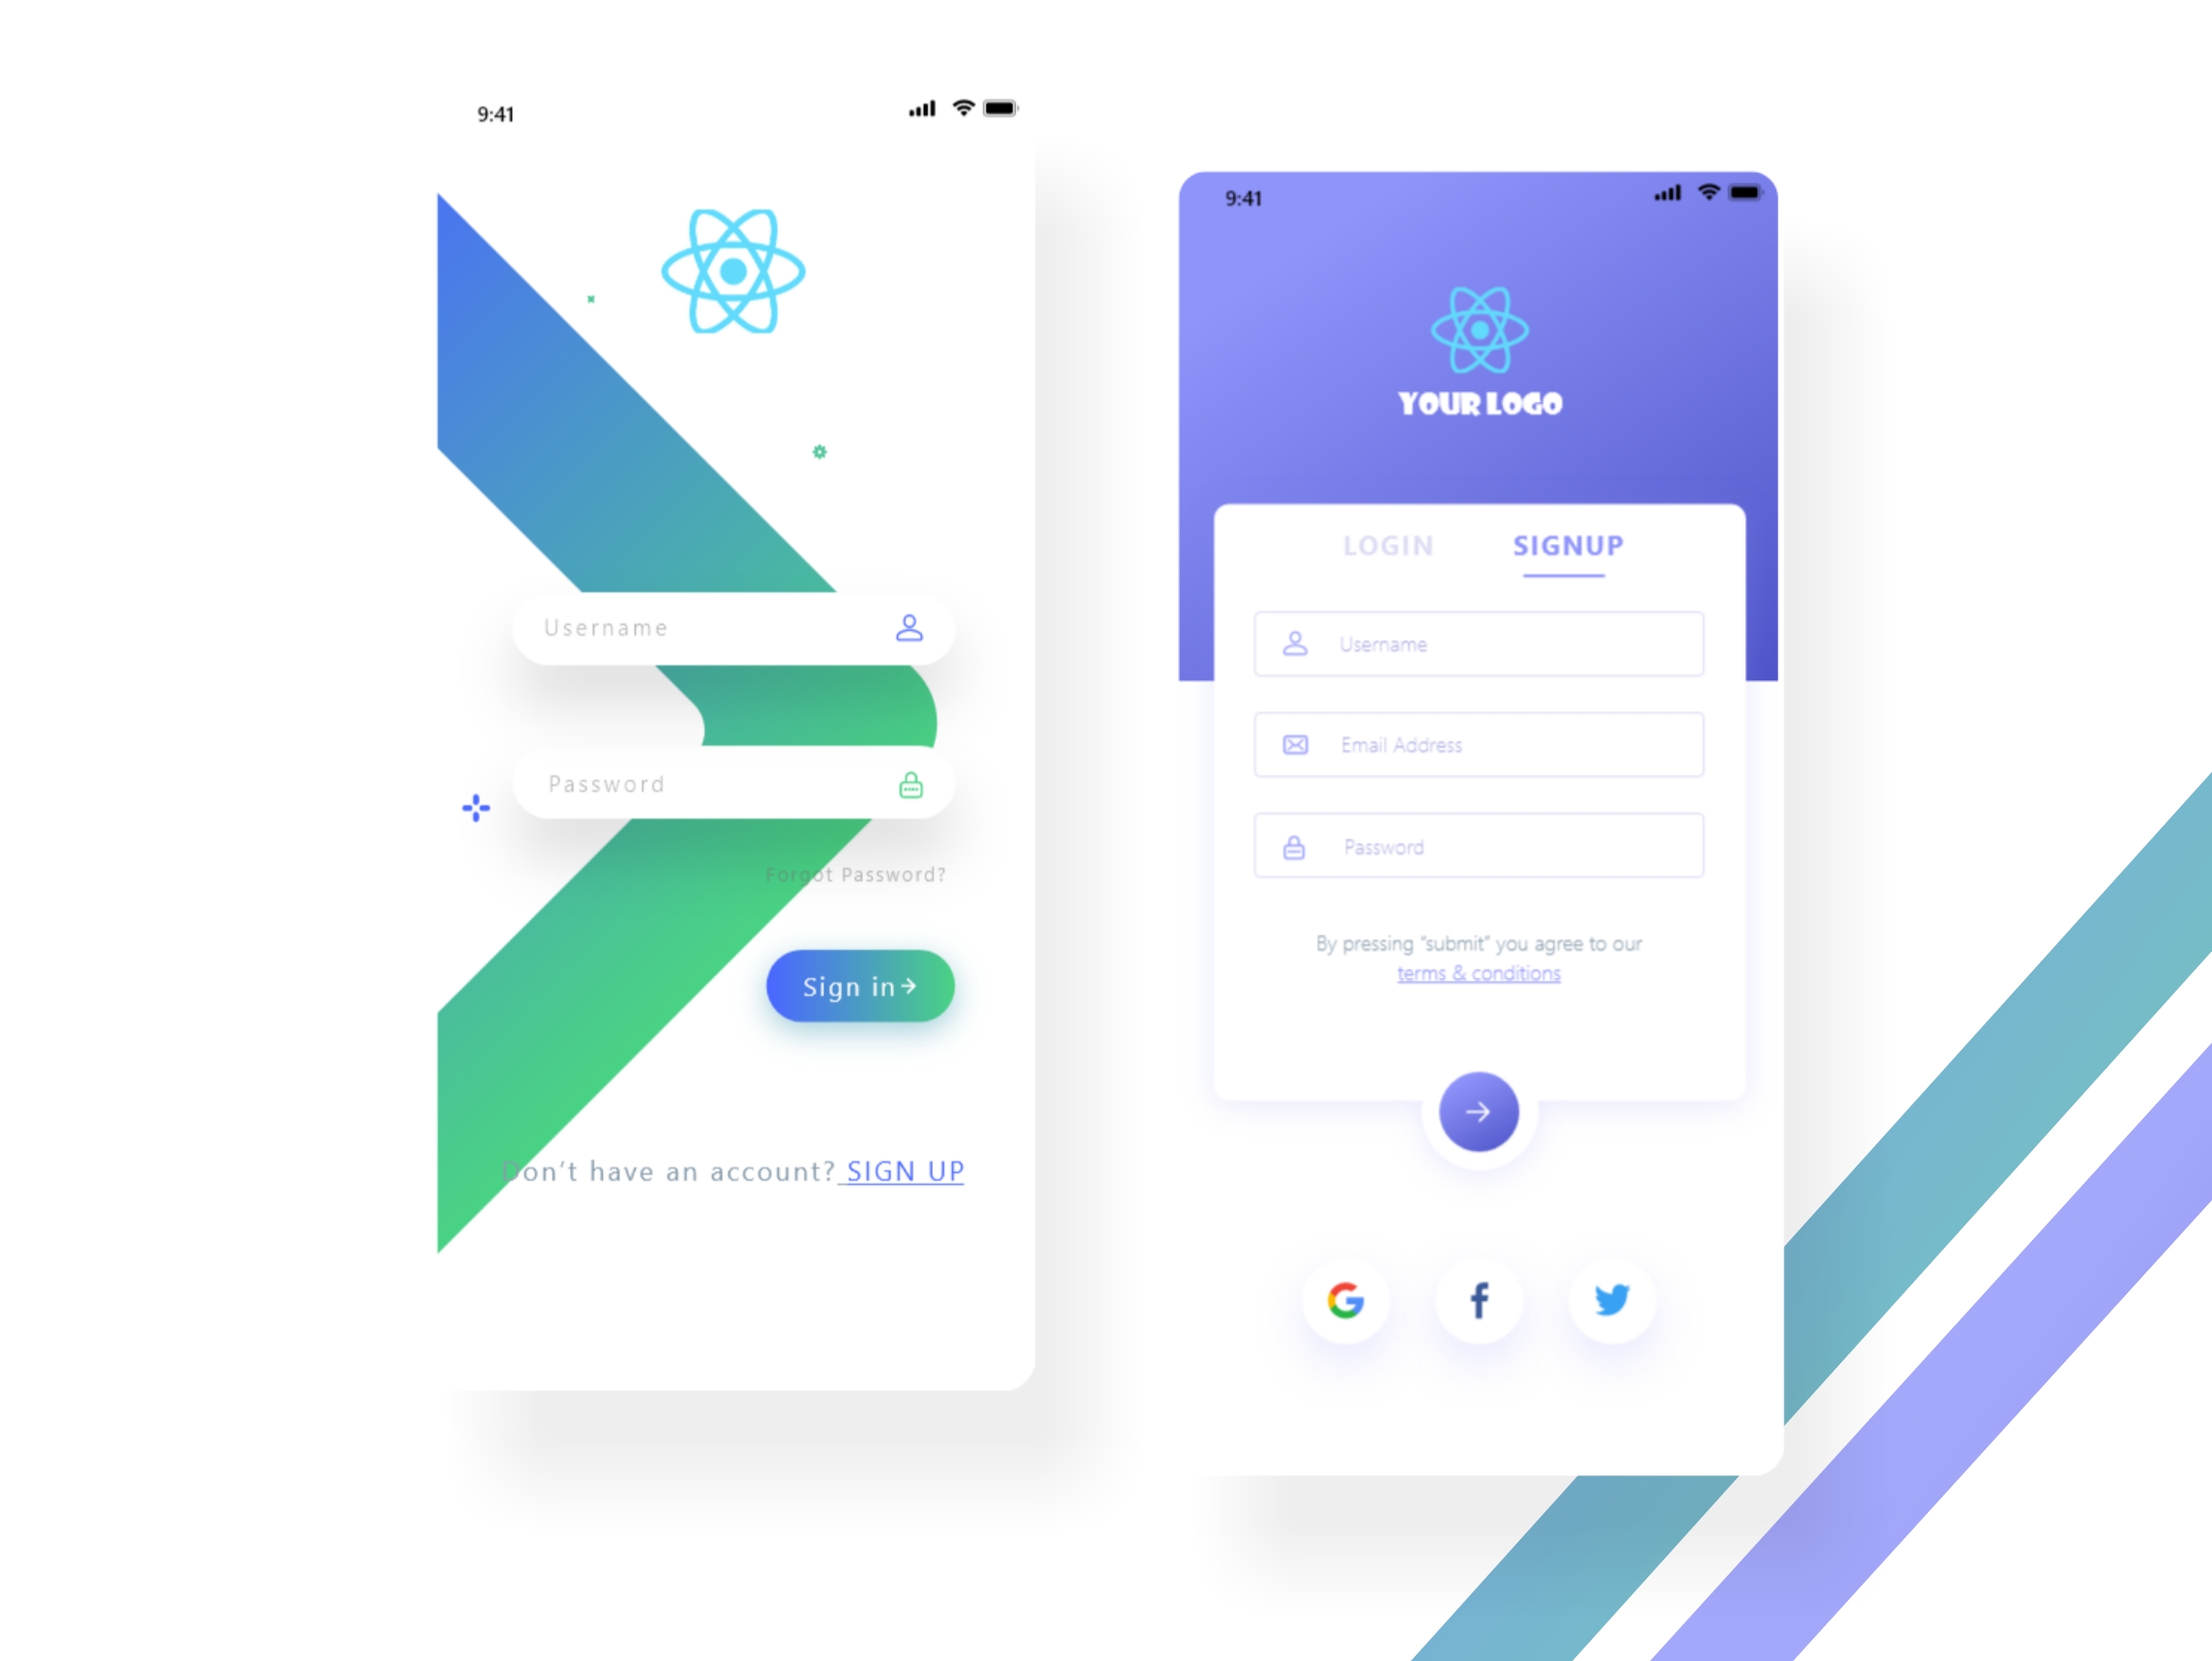 9:41
Username
Password
Forgot Password?
Sign in
Don't have an account? SIGN UP
9:41
YOUR LOGO
LOGIN SIGNUP
Username
Email Address
Password
By pressing “submit” you agree to our
terms & conditions